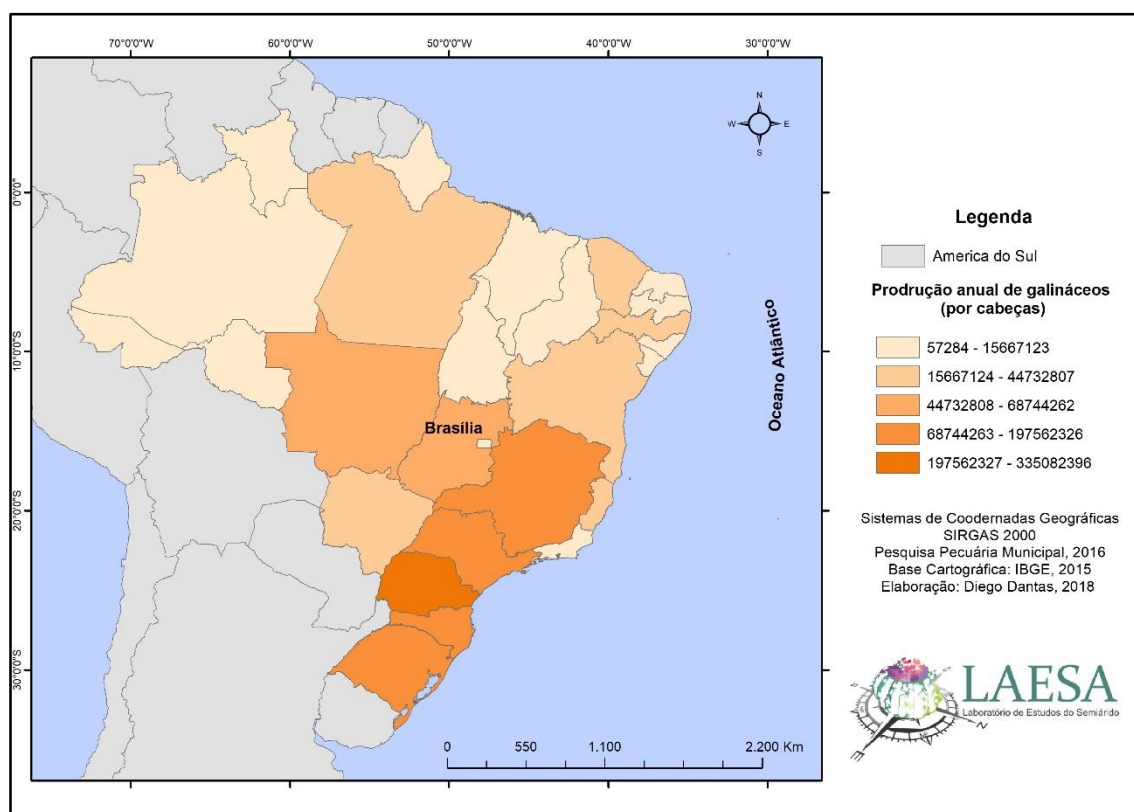 70°0'0"W
60°0'0"W
50°0'0"W
40°0'0"W
30°0'0"W
0°0'0"
10°0'0"S
20°0'0"S
30°0'0"S
N
W
E
S
Brasília
Oceano Atlântico
0
550
1.100
2.200 Km
Legenda
America do Sul
Prodrução anual de galináceos
(por cabeças)
57284 - 15667123
15667124 - 44732807
44732808 - 68744262
68744263 - 197562326
197562327 - 335082396
Sistemas de Coodernadas Geográficas
SIRGAS 2000
Pesquisa Pecuária Municipal, 2016
Base Cartográfica: IBGE, 2015
Elaboração: Diego Dantas, 2018
LAESA
Laboratório de Estudos do Semiárido
N
E